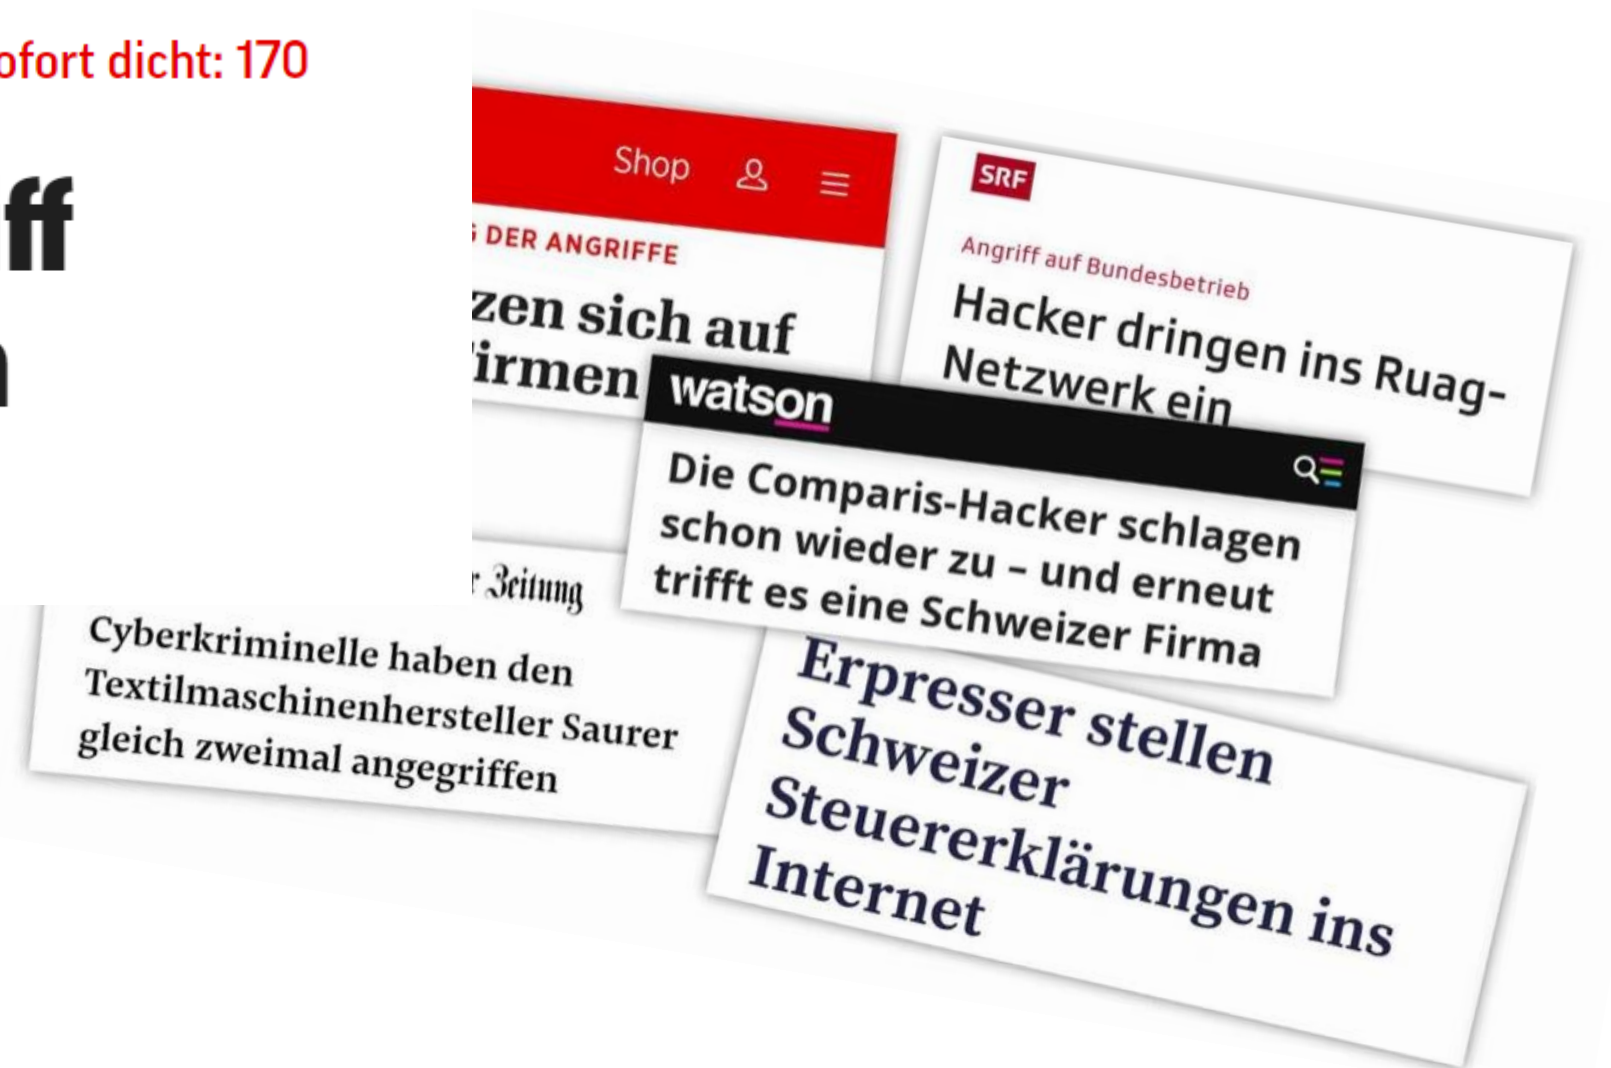 ofort dicht: 170
ff
Shop
DER ANGRIFFE
zen sich auf
irmen
SRF
Angriff auf Bundesbetrieb
Hacker dringen ins Ruag-
Netzwerk ein
watson
Die Comparis-Hacker schlagen
schon wieder zu – und erneut
trifft es eine Schweizer Firma
r Zeitung
Cyberkriminelle haben den
Textilmaschinenhersteller Saurer
gleich zweimal angegriffen
Erpresser stellen
Schweizer
Steuererklärungen ins
Internet